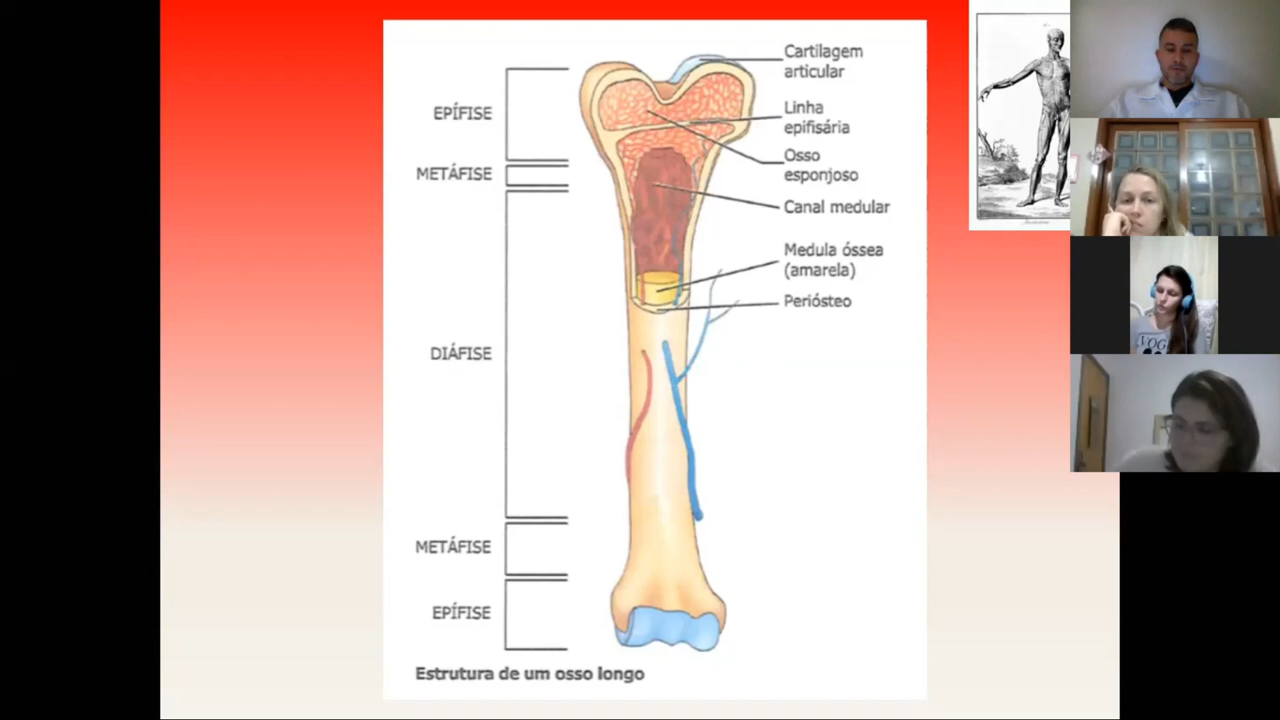 Cartilagem
articular
EPÍFISE
Linha
epifisária
Osso
esponjoso
METÁFISE
Canal medular
Medula óssea
(amarela)
Periósteo
DIÁFISE
METÁFISE
EPÍFISE
Estrutura de um osso longo
VOGUE